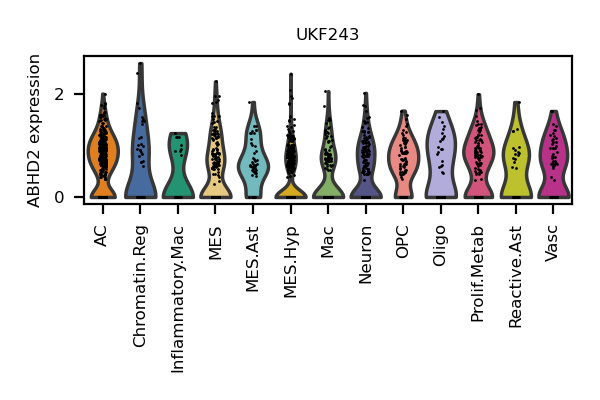 UKF243
ABHD2 expression
2
0
AC
Chromatin.Reg
Inflammatory.Mac
MES
MES.Ast
MES.Hyp
Mac
Neuron
OPC
Oligo
Prolif.Metab
Reactive.Ast
Vasc